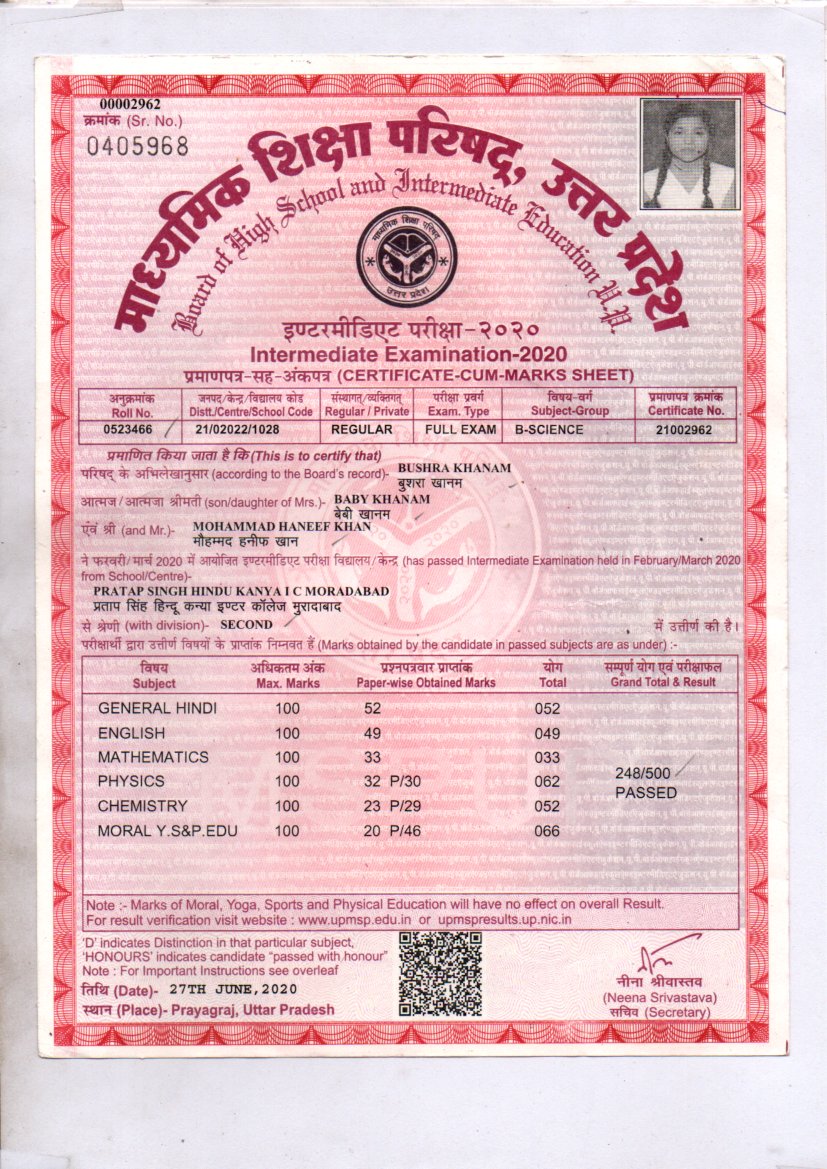 00002962
क्रमांक (Sr. No.)
0405968
माध्यमिक शिक्षा परिषद्, उत्तर प्रदेश
Board of High School and Intermediate Education U.P.
माध्यमिक शिक्षा परिषद्
उत्तर प्रदेश
इण्टरमीडिएट परीक्षा-२०२०
Intermediate Examination-2020
प्रमाणपत्र-सह-अंकपत्र (CERTIFICATE-CUM-MARKS SHEET)
अनुक्रमांक जनपद/केन्द्र/विद्यालय कोड संस्थागत्/व्यक्तिगत् परीक्षा प्रवर्ग विषय-वर्ग प्रमाणपत्र क्रमांक
Roll No. Distt./Centre/School Code Regular / Private Exam. Type Subject-Group Certificate No.
0523466 21/02022/1028 REGULAR FULL EXAM B-SCIENCE 21002962
प्रमाणित किया जाता है कि (This is to certify that)
परिषद् के अभिलेखानुसार (according to the Board's record)- BUSHRA KHANAM
बुशरा खानम
आत्मज/आत्मजा श्रीमती (son/daughter of Mrs.)- BABY KHANAM
बेबी खानम
एंवं श्री (and Mr.)- MOHAMMAD HANEEF KHAN
मौहम्मद हनीफ खान
ने फरवरी/मार्च 2020 में आयोजित इण्टरमीडिएट परीक्षा विद्यालय/केन्द्र (has passed Intermediate Examination held in February/March 2020
from School/Centre)-
PRATAP SINGH HINDU KANYA I C MORADABAD
प्रताप सिंह हिन्दू कन्या इण्टर कॉलेज मुरादाबाद
से श्रेणी (with division)- SECOND में उत्तीर्ण की है।
परीक्षार्थी द्वारा उत्तीर्ण विषयों के प्राप्तांक निम्नवत हैं (Marks obtained by the candidate in passed subjects are as under) :-
विषय अधिकतम अंक प्रश्नपत्रवार प्राप्तांक योग सम्पूर्ण योग एवं परीक्षाफल
Subject Max. Marks Paper-wise Obtained Marks Total Grand Total & Result
GENERAL HINDI 100 52 052
ENGLISH 100 49 049
MATHEMATICS 100 33 033
PHYSICS 100 32 P/30 062 248/500
CHEMISTRY 100 23 P/29 052 PASSED
MORAL Y.S&P.EDU 100 20 P/46 066
Note :- Marks of Moral, Yoga, Sports and Physical Education will have no effect on overall Result.
For result verification visit website : www.upmsp.edu.in or upmspresults.up.nic.in
'D' indicates Distinction in that particular subject,
'HONOURS' indicates candidate "passed with honour"
Note : For Important Instructions see overleaf
तिथि (Date)- 27TH JUNE,2020
स्थान (Place)- Prayagraj, Uttar Pradesh
नीना श्रीवास्तव
(Neena Srivastava)
सचिव (Secretary)